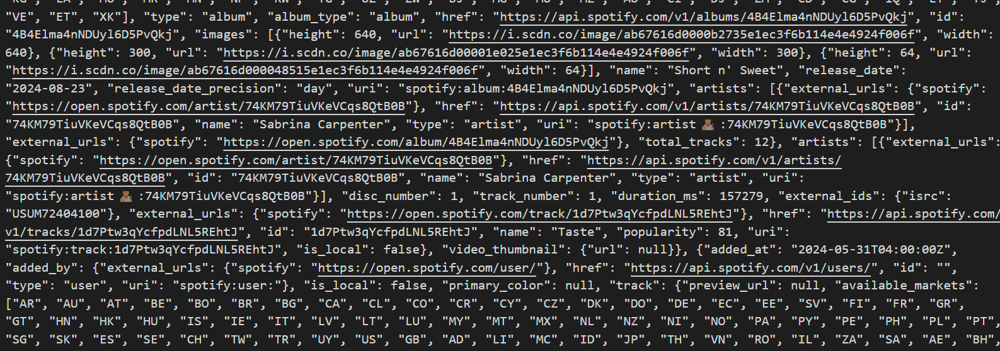 VE", "ET", "XK"], "type": "album", "album_type": "album", "href": "https://api.spotify.com/v1/albums/4B4Elma4nNDUyl6D5PvQkj", "id":
"4B4Elma4nNDUyl6D5PvQkj", "images": [{"height": 640, "url": "https://i.scdn.co/image/ab67616d0000b2735e1ec3f6b114e4e4924f006f", "width":
640}, {"height": 300, "url": "https://i.scdn.co/image/ab67616d00001e025e1ec3f6b114e4e4924f006f", "width": 300}, {"height": 64, "url":
"https://i.scdn.co/image/ab67616d000048515e1ec3f6b114e4e4924f006f", "width": 64}], "name": "Short n' Sweet", "release_date":
"2024-08-23", "release_date_precision": "day", "uri": "spotify:album:4B4Elma4nNDUyl6D5PvQkj", "artists": [{"external_urls": {"spotify":
"https://open.spotify.com/artist/74KM79TiuVKeVCqs8QtB0B"}, "href": "https://api.spotify.com/v1/artists/74KM79TiuVKeVCqs8QtB0B", "id":
"74KM79TiuVKeVCqs8QtB0B", "name": "Sabrina Carpenter", "type": "artist", "uri": "spotify:artist🧑🏽‍🎨:74KM79TiuVKeVCqs8QtB0B"}],
"external_urls": {"spotify": "https://open.spotify.com/album/4B4Elma4nNDUyl6D5PvQkj"}, "total_tracks": 12}, "artists": [{"external_urls":
{"spotify": "https://open.spotify.com/artist/74KM79TiuVKeVCqs8QtB0B"}, "href": "https://api.spotify.com/v1/artists/
74KM79TiuVKeVCqs8QtB0B", "id": "74KM79TiuVKeVCqs8QtB0B", "name": "Sabrina Carpenter", "type": "artist", "uri":
"spotify:artist🧑🏽‍🎨:74KM79TiuVKeVCqs8QtB0B"}], "disc_number": 1, "track_number": 1, "duration_ms": 157279, "external_ids": {"isrc":
"USUM72404100"}, "external_urls": {"spotify": "https://open.spotify.com/track/1d7Ptw3qYcfpdLNL5REhtJ"}, "href": "https://api.spotify.com/
v1/tracks/1d7Ptw3qYcfpdLNL5REhtJ", "id": "1d7Ptw3qYcfpdLNL5REhtJ", "name": "Taste", "popularity": 81, "uri":
"spotify:track:1d7Ptw3qYcfpdLNL5REhtJ", "is_local": false}, "video_thumbnail": {"url": null}}, {"added_at": "2024-05-31T04:00:00Z",
"added_by": {"external_urls": {"spotify": "https://open.spotify.com/user/"}, "href": "https://api.spotify.com/v1/users/", "id": "",
"type": "user", "uri": "spotify:user:"}, "is_local": false, "primary_color": null, "track": {"preview_url": null, "available_markets":
["AR", "AU", "AT", "BE", "BO", "BR", "BG", "CA", "CL", "CO", "CR", "CY", "CZ", "DK", "DO", "DE", "EC", "EE", "SV", "FI", "FR", "GR",
"GT", "HN", "HK", "HU", "IS", "IE", "IT", "LV", "LT", "LU", "MY", "MT", "MX", "NL", "NZ", "NI", "NO", "PA", "PY", "PE", "PH", "PL", "PT",
"SG", "SK", "ES", "SE", "CH", "TW", "TR", "UY", "US", "GB", "AD", "LI", "MC", "ID", "JP", "TH", "VN", "RO", "IL", "ZA", "SA", "AE", "BH",